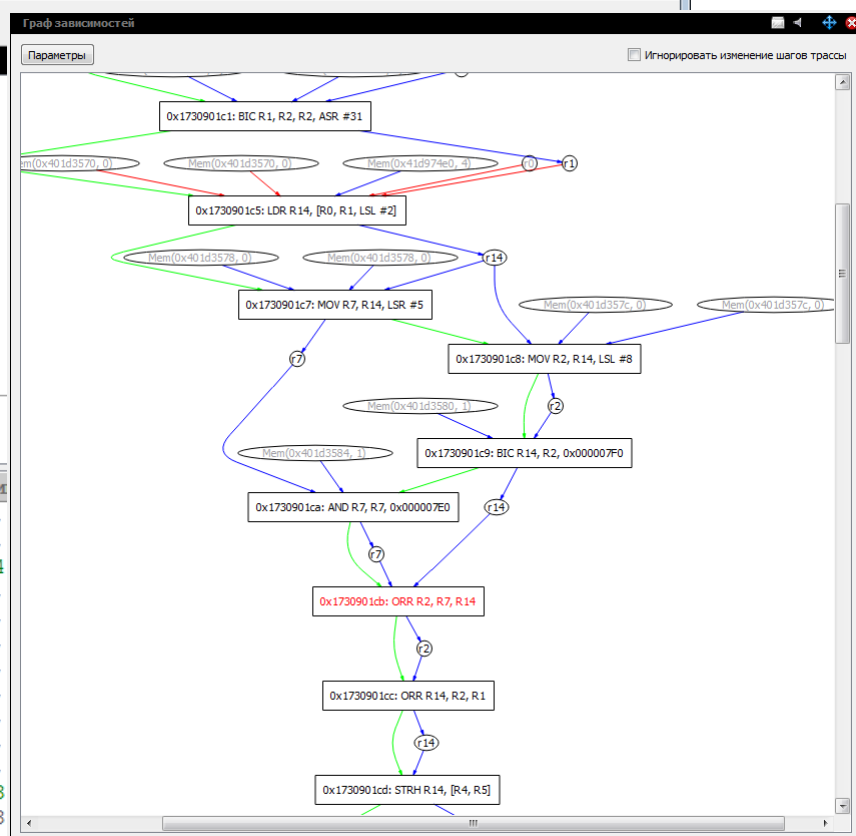 Граф зависимостей
Параметры
Игнорировать изменение шагов трассы
0x1730901c1: BIC R1, R2, R2, ASR #31
em(0x401d3570, 0)
Mem(0x401d3570, 0)
Mem(0x41d974e0, 4)
r0
r1
0x1730901c5: LDR R14, [R0, R1, LSL #2]
Mem(0x401d3578, 0)
Mem(0x401d3578, 0)
r14
0x1730901c7: MOV R7, R14, LSR #5
Mem(0x401d357c, 0)
Mem(0x401d357c, 0)
r7
0x1730901c8: MOV R2, R14, LSL #8
Mem(0x401d3580, 1)
r2
Mem(0x401d3584, 1)
0x1730901c9: BIC R14, R2, 0x000007F0
0x1730901ca: AND R7, R7, 0x000007E0
r14
r7
0x1730901cb: ORR R2, R7, R14
r2
0x1730901cc: ORR R14, R2, R1
r14
0x1730901cd: STRH R14, [R4, R5]